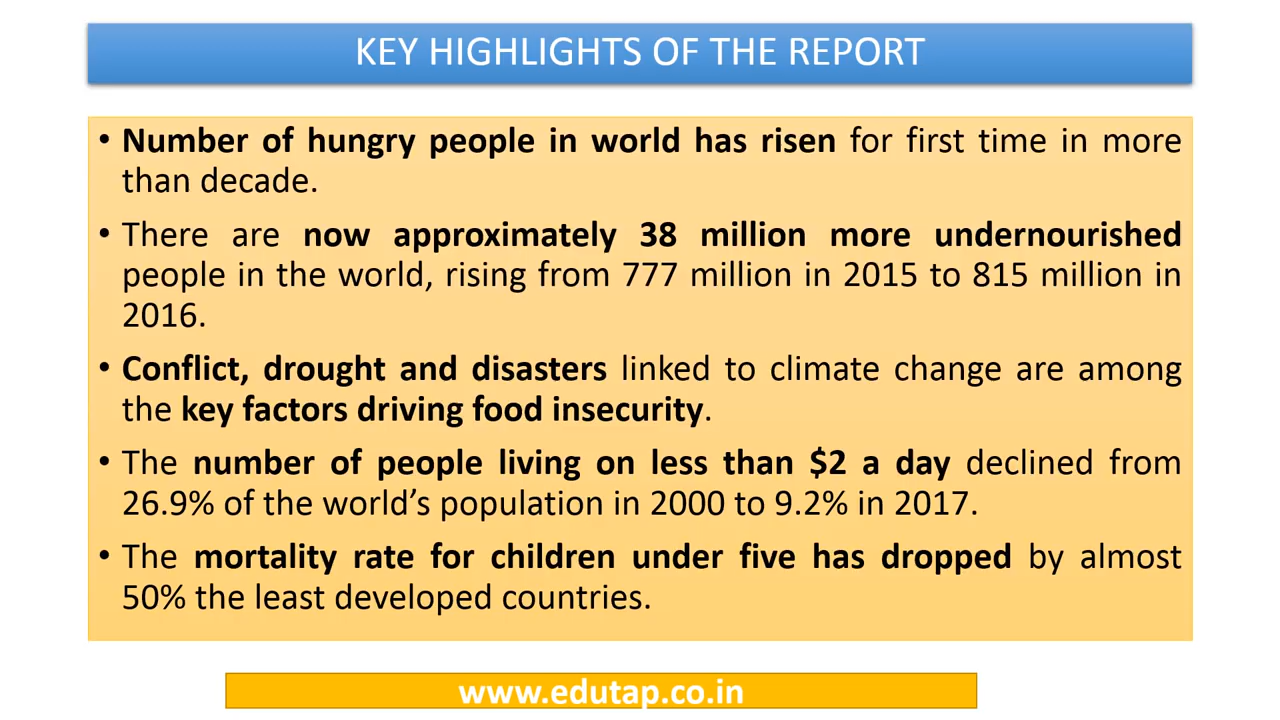 KEY HIGHLIGHTS OF THE REPORT
• Number of hungry people in world has risen for first time in more
than decade.
• There are now approximately 38 million more undernourished
people in the world, rising from 777 million in 2015 to 815 million in
2016.
• Conflict, drought and disasters linked to climate change are among
the key factors driving food insecurity.
• The number of people living on less than $2 a day declined from
26.9% of the world’s population in 2000 to 9.2% in 2017.
• The mortality rate for children under five has dropped by almost
50% the least developed countries.
www.edutap.co.in